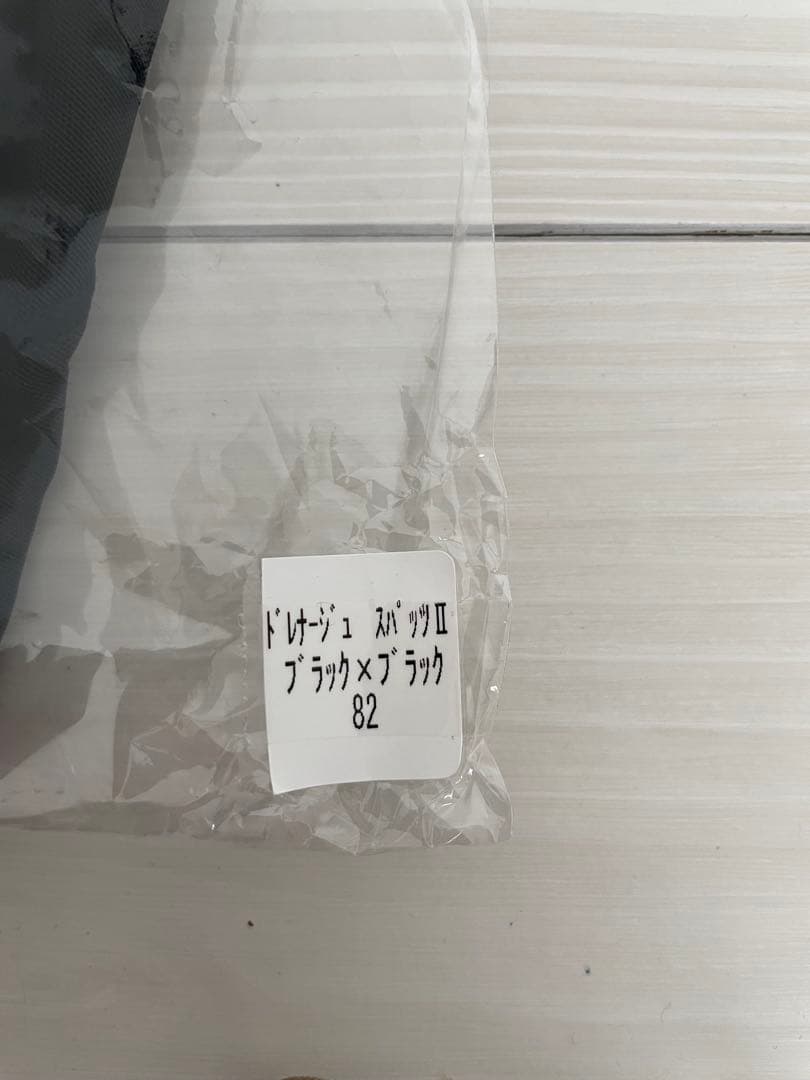 ﾄﾞﾚﾅｰｼﾞｭ ｽﾊﾟｯﾂⅡ
ﾌﾞﾗｯｸ×ﾌﾞﾗｯｸ
82